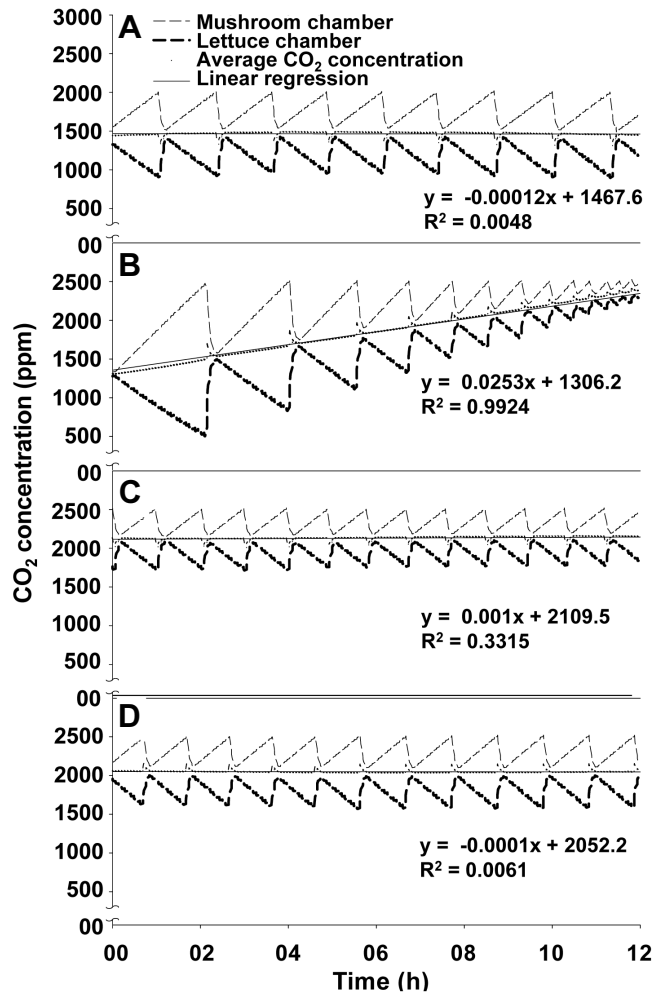 A
Mushroom chamber
Lettuce chamber
Average CO₂ concentration
Linear regression
3000
2500
2000
1500
1000
500
y = -0.00012x + 1467.6
R² = 0.0048
00
B
2500
2000
1500
1000
500
y = 0.0253x + 1306.2
R² = 0.9924
00
C
2500
2000
1500
1000
500
y = 0.001x + 2109.5
R² = 0.3315
00
D
2500
2000
1500
1000
500
y = -0.0001x + 2052.2
R² = 0.0061
00
CO₂ concentration (ppm)
00 02 04 06 08 10 12
Time (h)